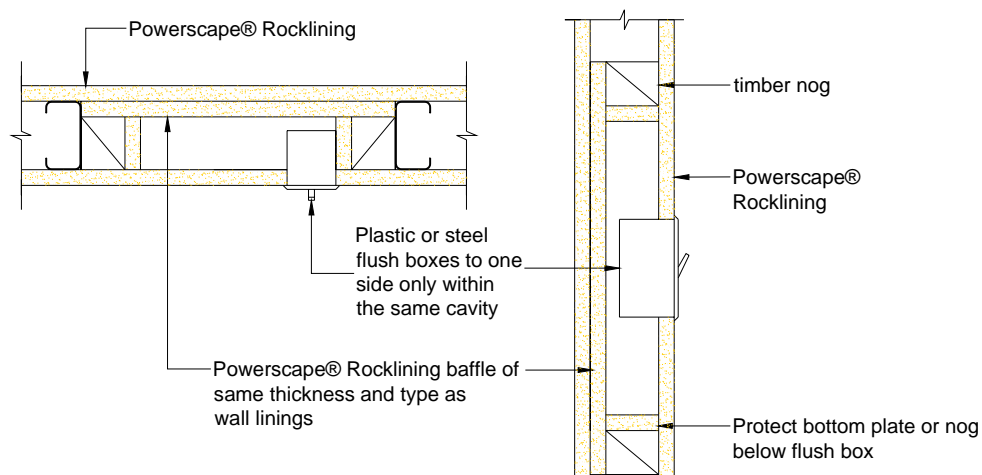 Powerscape® Rocklining
timber nog
Powerscape®
Rocklining
Plastic or steel
flush boxes to one
side only within
the same cavity
Powerscape® Rocklining baffle of
same thickness and type as
wall linings
Protect bottom plate or nog
below flush box